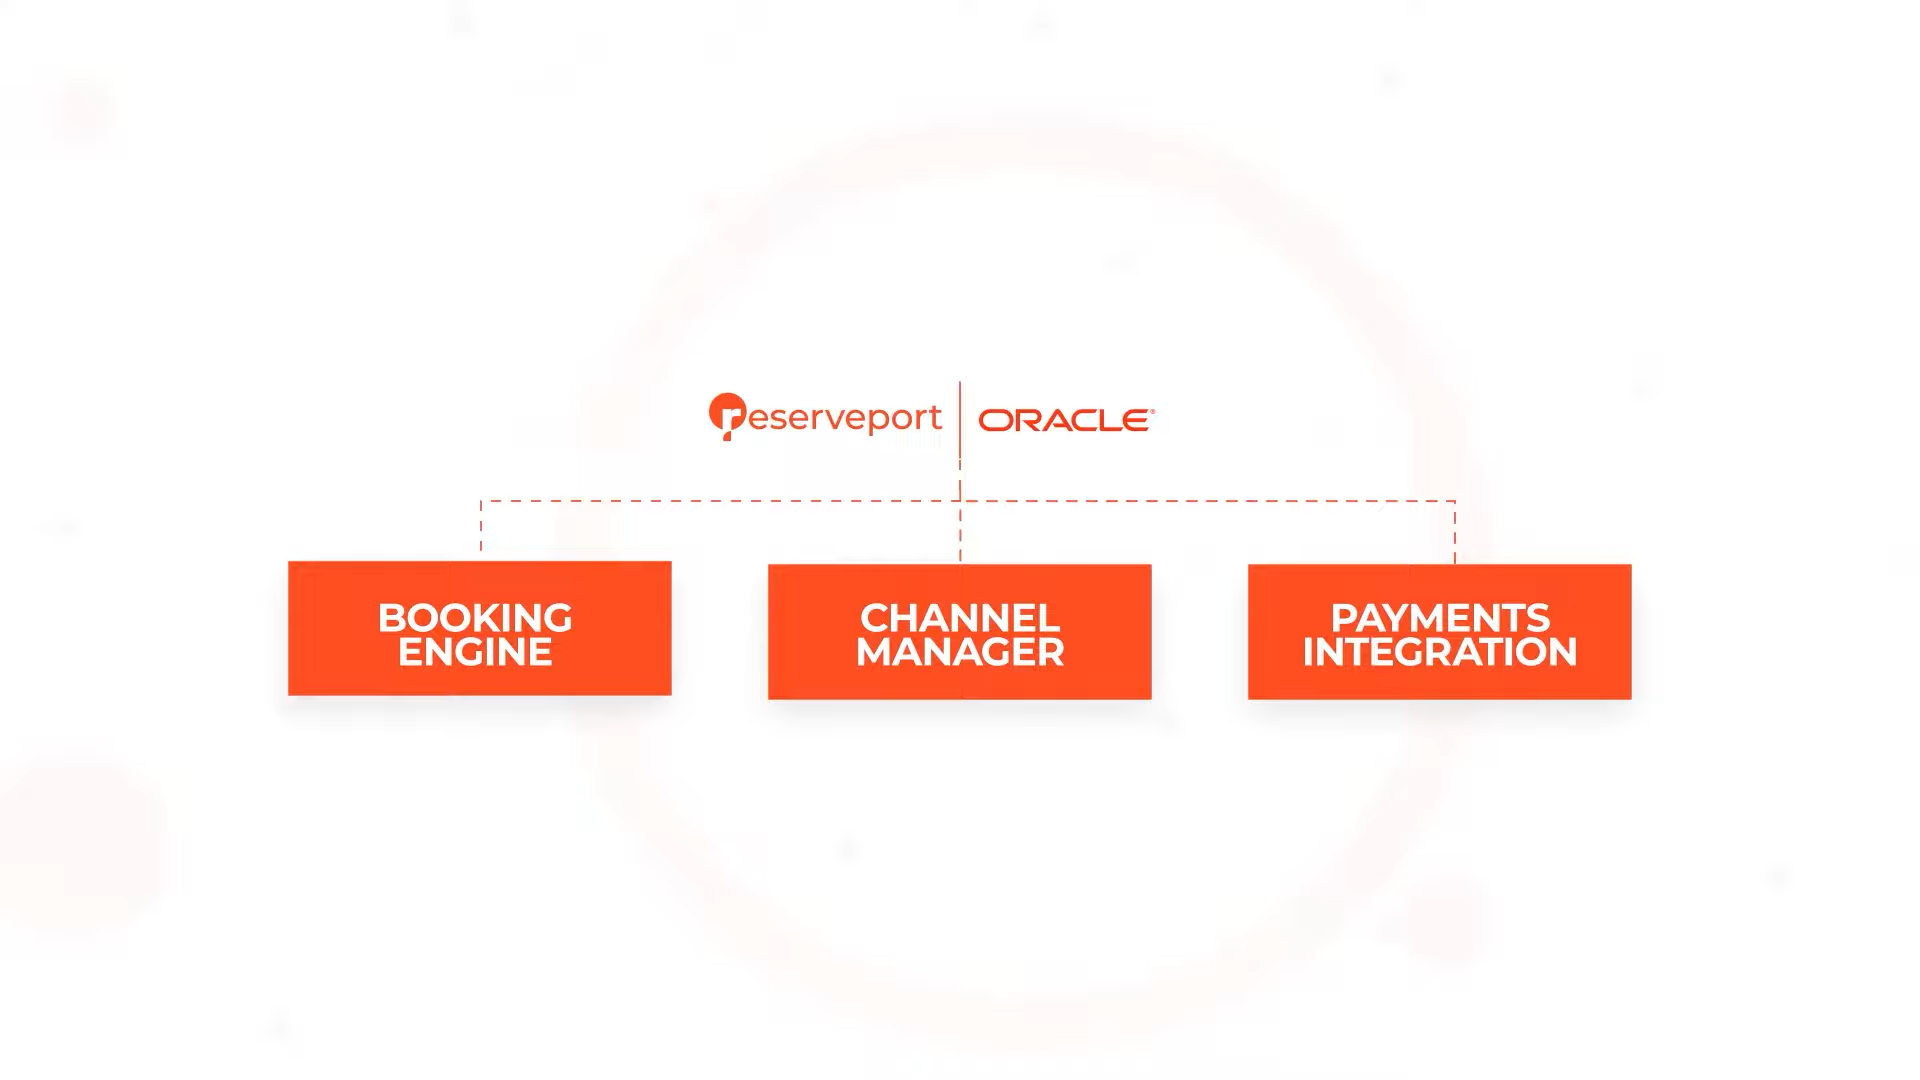 reserveport ORACLE®
BOOKING
ENGINE
CHANNEL
MANAGER
PAYMENTS
INTEGRATION